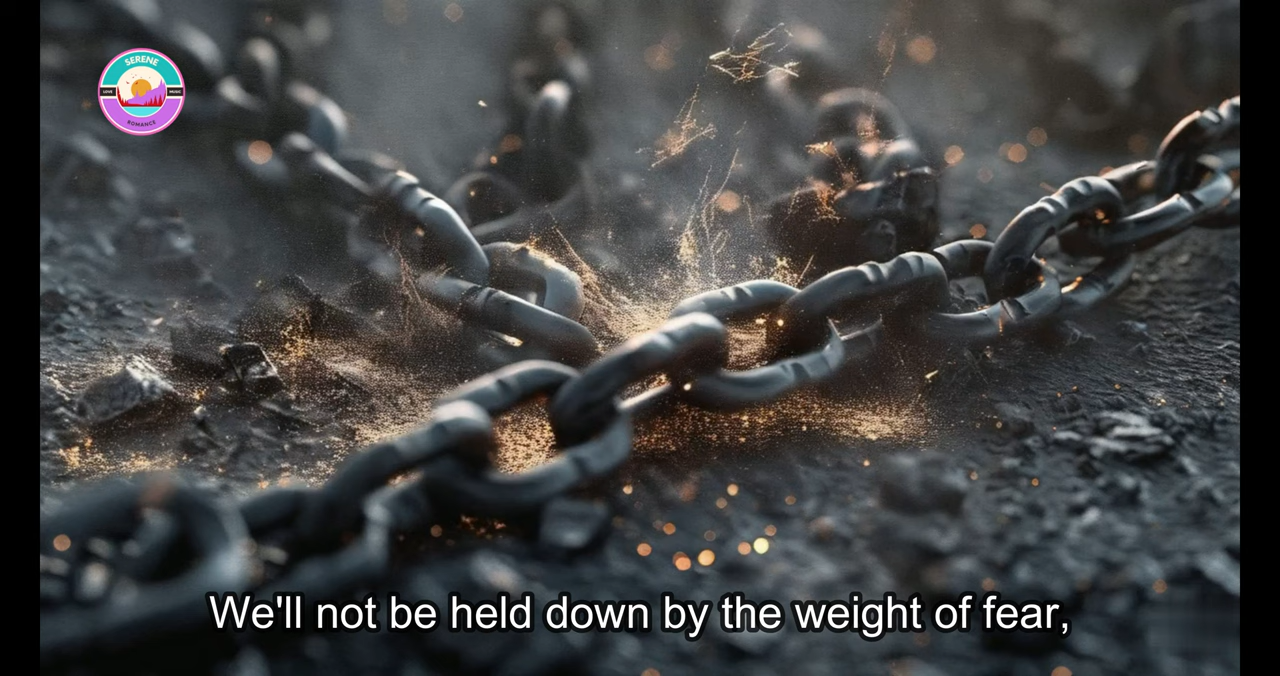 SERENE
LOVE
MUSIC
ROMANCE
We'll not be held down by the weight of fear,